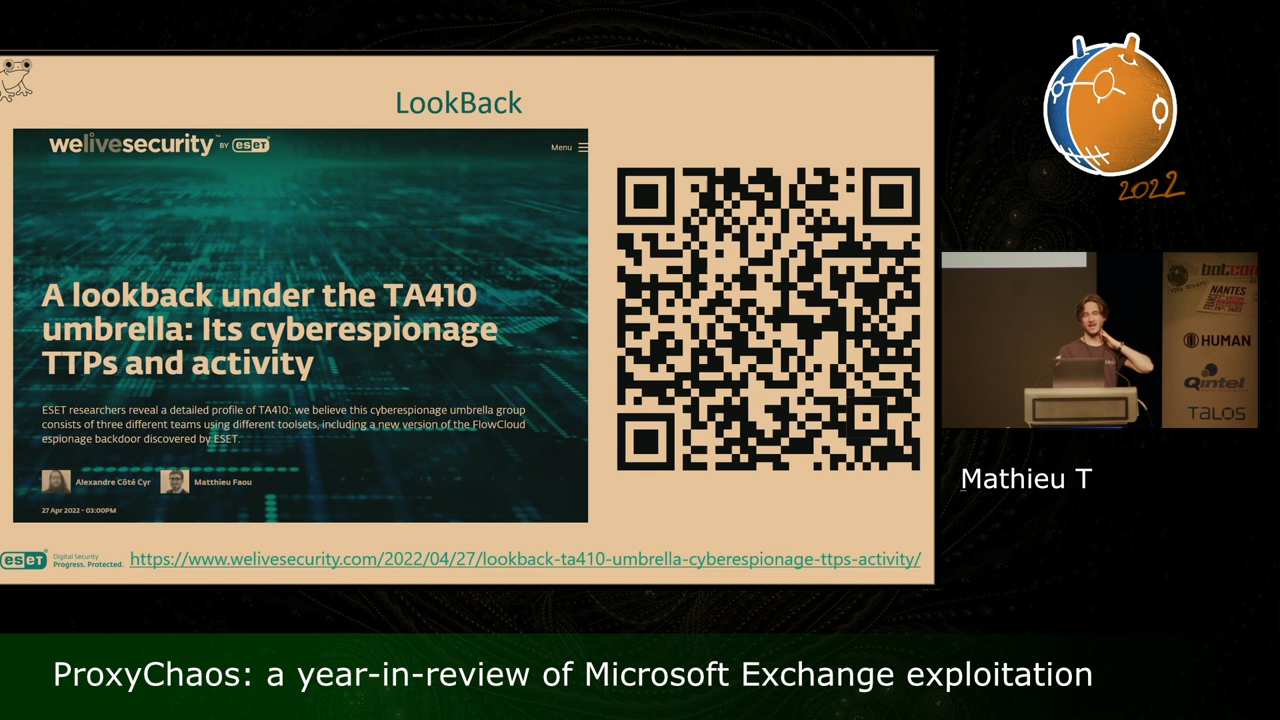 LookBack
welivesecurity™ BY eset®
Menu
A lookback under the TA410
umbrella: Its cyberespionage
TTPs and activity
ESET researchers reveal a detailed profile of TA410: we believe this cyberespionage umbrella group
consists of three different teams using different toolsets, including a new version of the FlowCloud
espionage backdoor discovered by ESET.
Alexandre Côté Cyr
Matthieu Faou
27 Apr 2022 - 03:00PM
eset®
Digital Security
Progress. Protected.
https://www.welivesecurity.com/2022/04/27/lookback-ta410-umbrella-cyberespionage-ttps-activity/
2022
NANTES
HUMAN
Qintel
TALOS
Mathieu T
ProxyChaos: a year-in-review of Microsoft Exchange exploitation